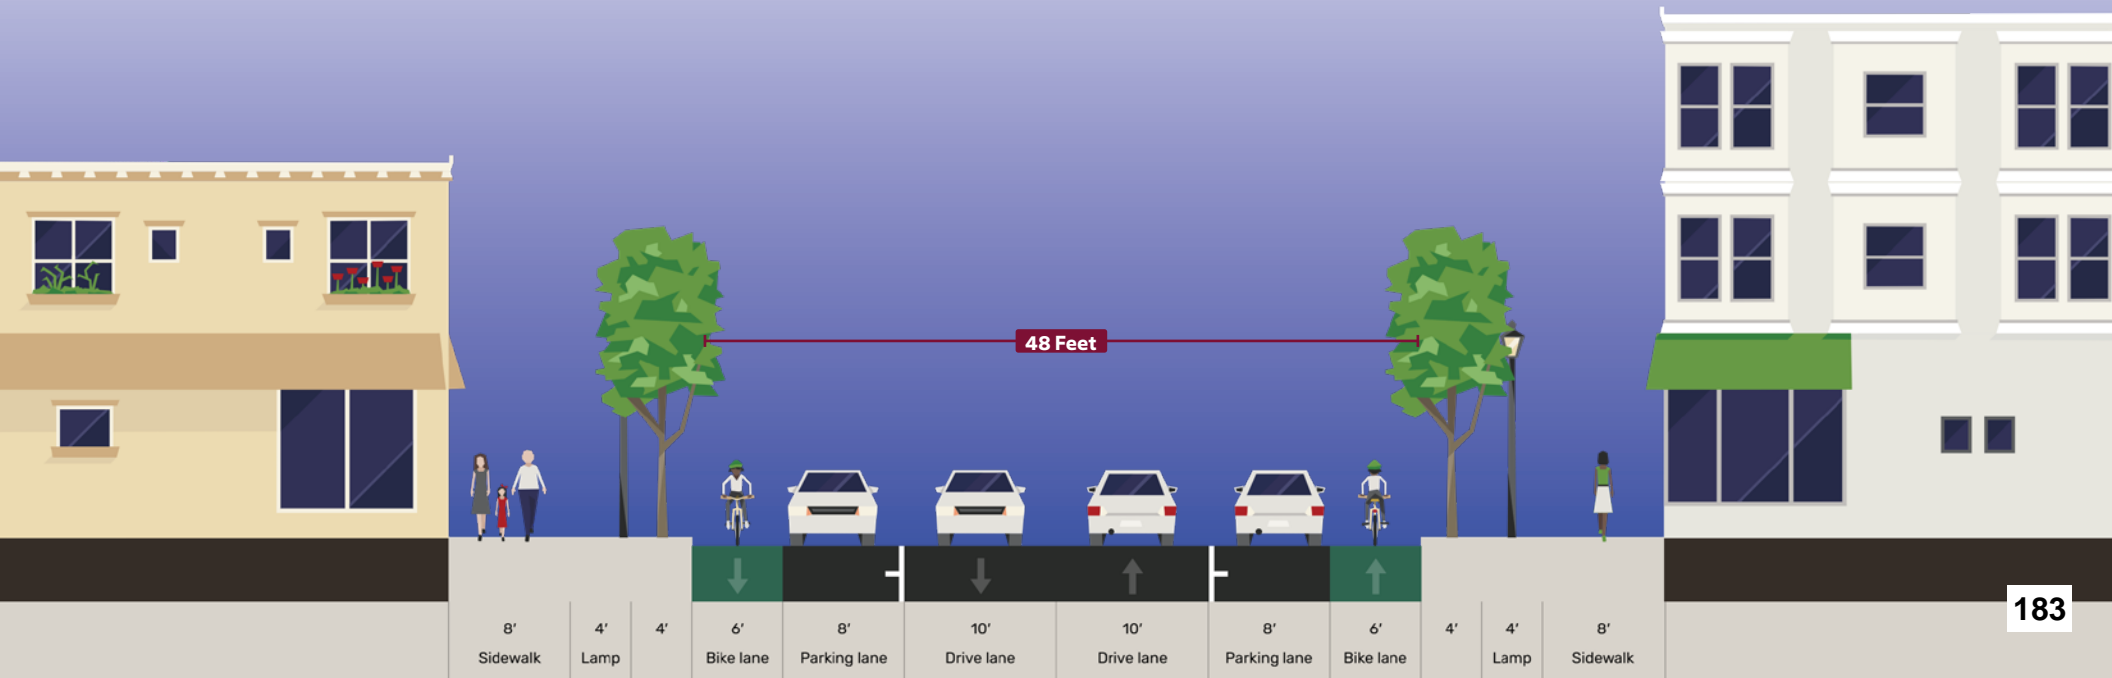 48 Feet
183
8’ 4’ 4’ 6’ 8’ 10’ 10’ 8’ 6’ 4’ 4’ 8’
Sidewalk Lamp Bike lane Parking lane Drive lane Drive lane Parking lane Bike lane Lamp Sidewalk